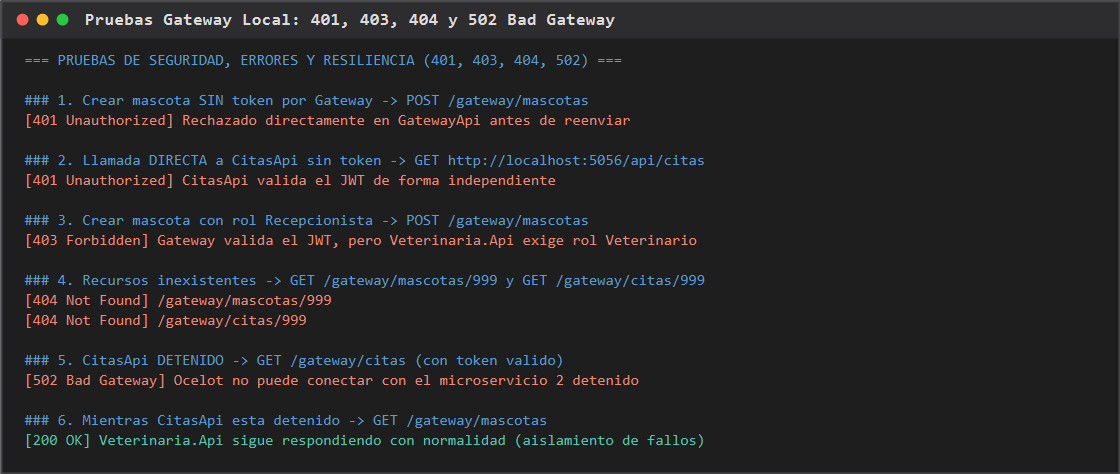 Pruebas Gateway Local: 401, 403, 404 y 502 Bad Gateway
=== PRUEBAS DE SEGURIDAD, ERRORES Y RESILIENCIA (401, 403, 404, 502) ===
### 1. Crear mascota SIN token por Gateway -> POST /gateway/mascotas
[401 Unauthorized] Rechazado directamente en GatewayApi antes de reenviar
### 2. Llamada DIRECTA a CitasApi sin token -> GET http://localhost:5056/api/citas
[401 Unauthorized] CitasApi valida el JWT de forma independiente
### 3. Crear mascota con rol Recepcionista -> POST /gateway/mascotas
[403 Forbidden] Gateway valida el JWT, pero Veterinaria.Api exige rol Veterinario
### 4. Recursos inexistentes -> GET /gateway/mascotas/999 y GET /gateway/citas/999
[404 Not Found] /gateway/mascotas/999
[404 Not Found] /gateway/citas/999
### 5. CitasApi DETENIDO -> GET /gateway/citas (con token valido)
[502 Bad Gateway] Ocelot no puede conectar con el microservicio 2 detenido
### 6. Mientras CitasApi esta detenido -> GET /gateway/mascotas
[200 OK] Veterinaria.Api sigue respondiendo con normalidad (aislamiento de fallos)